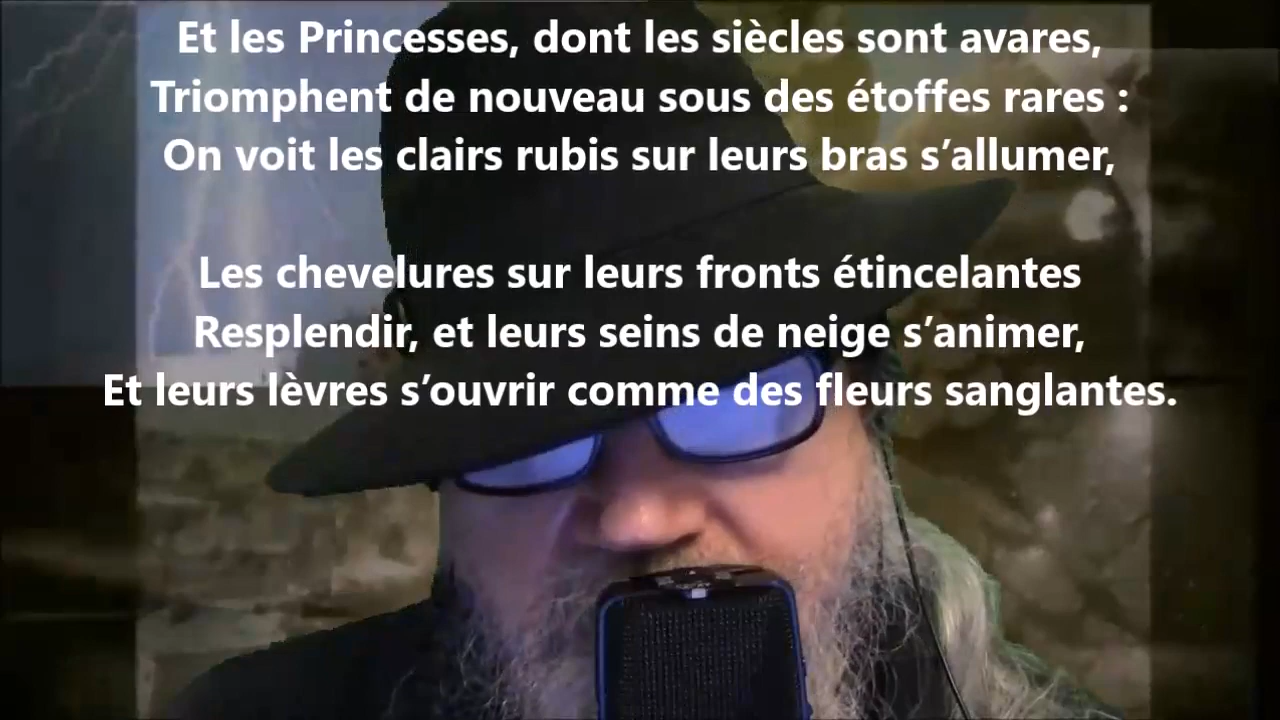 Et les Princesses, dont les siècles sont avares,
Triomphent de nouveau sous des étoffes rares :
On voit les clairs rubis sur leurs bras s’allumer,
Les chevelures sur leurs fronts étincelantes
Resplendir, et leurs seins de neige s’animer,
Et leurs lèvres s’ouvrir comme des fleurs sanglantes.